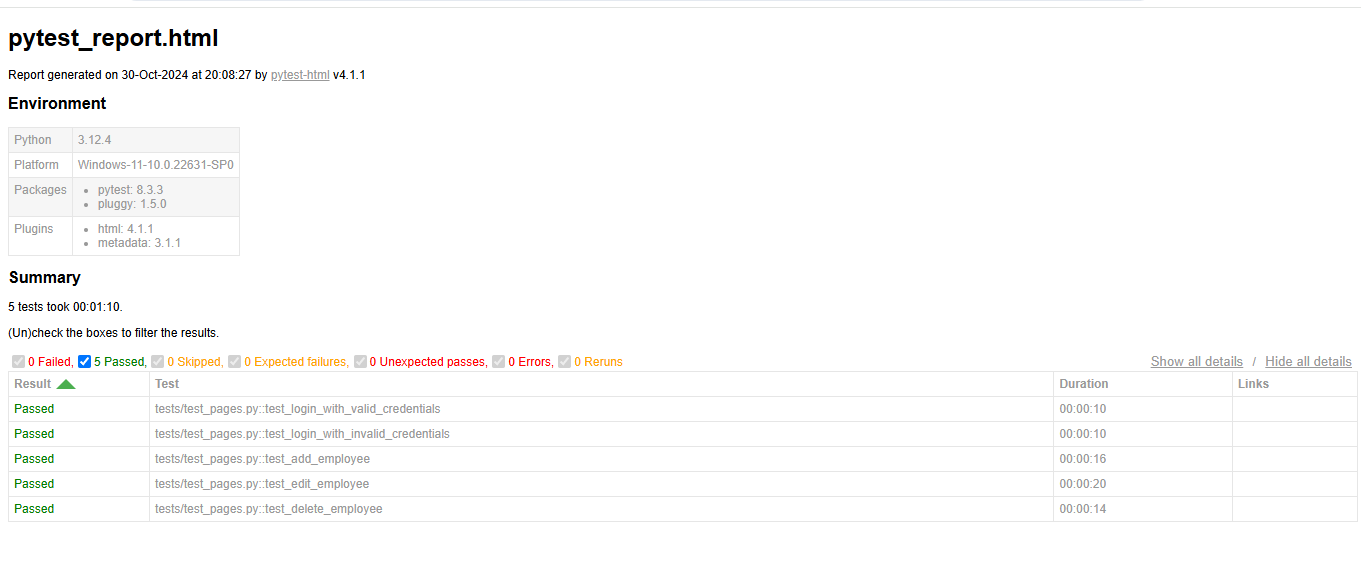 pytest_report.html
Report generated on 30-Oct-2024 at 20:08:27 by pytest-html v4.1.1
Environment
Python 3.12.4
Platform Windows-11-10.0.22631-SP0
Packages pytest: 8.3.3
pluggy: 1.5.0
Plugins html: 4.1.1
metadata: 3.1.1
Summary
5 tests took 00:01:10.
(Un)check the boxes to filter the results.
0 Failed, 5 Passed, 0 Skipped, 0 Expected failures, 0 Unexpected passes, 0 Errors, 0 Reruns Show all details / Hide all details
Result Test Duration Links
Passed tests/test_pages.py::test_login_with_valid_credentials 00:00:10
Passed tests/test_pages.py::test_login_with_invalid_credentials 00:00:10
Passed tests/test_pages.py::test_add_employee 00:00:16
Passed tests/test_pages.py::test_edit_employee 00:00:20
Passed tests/test_pages.py::test_delete_employee 00:00:14